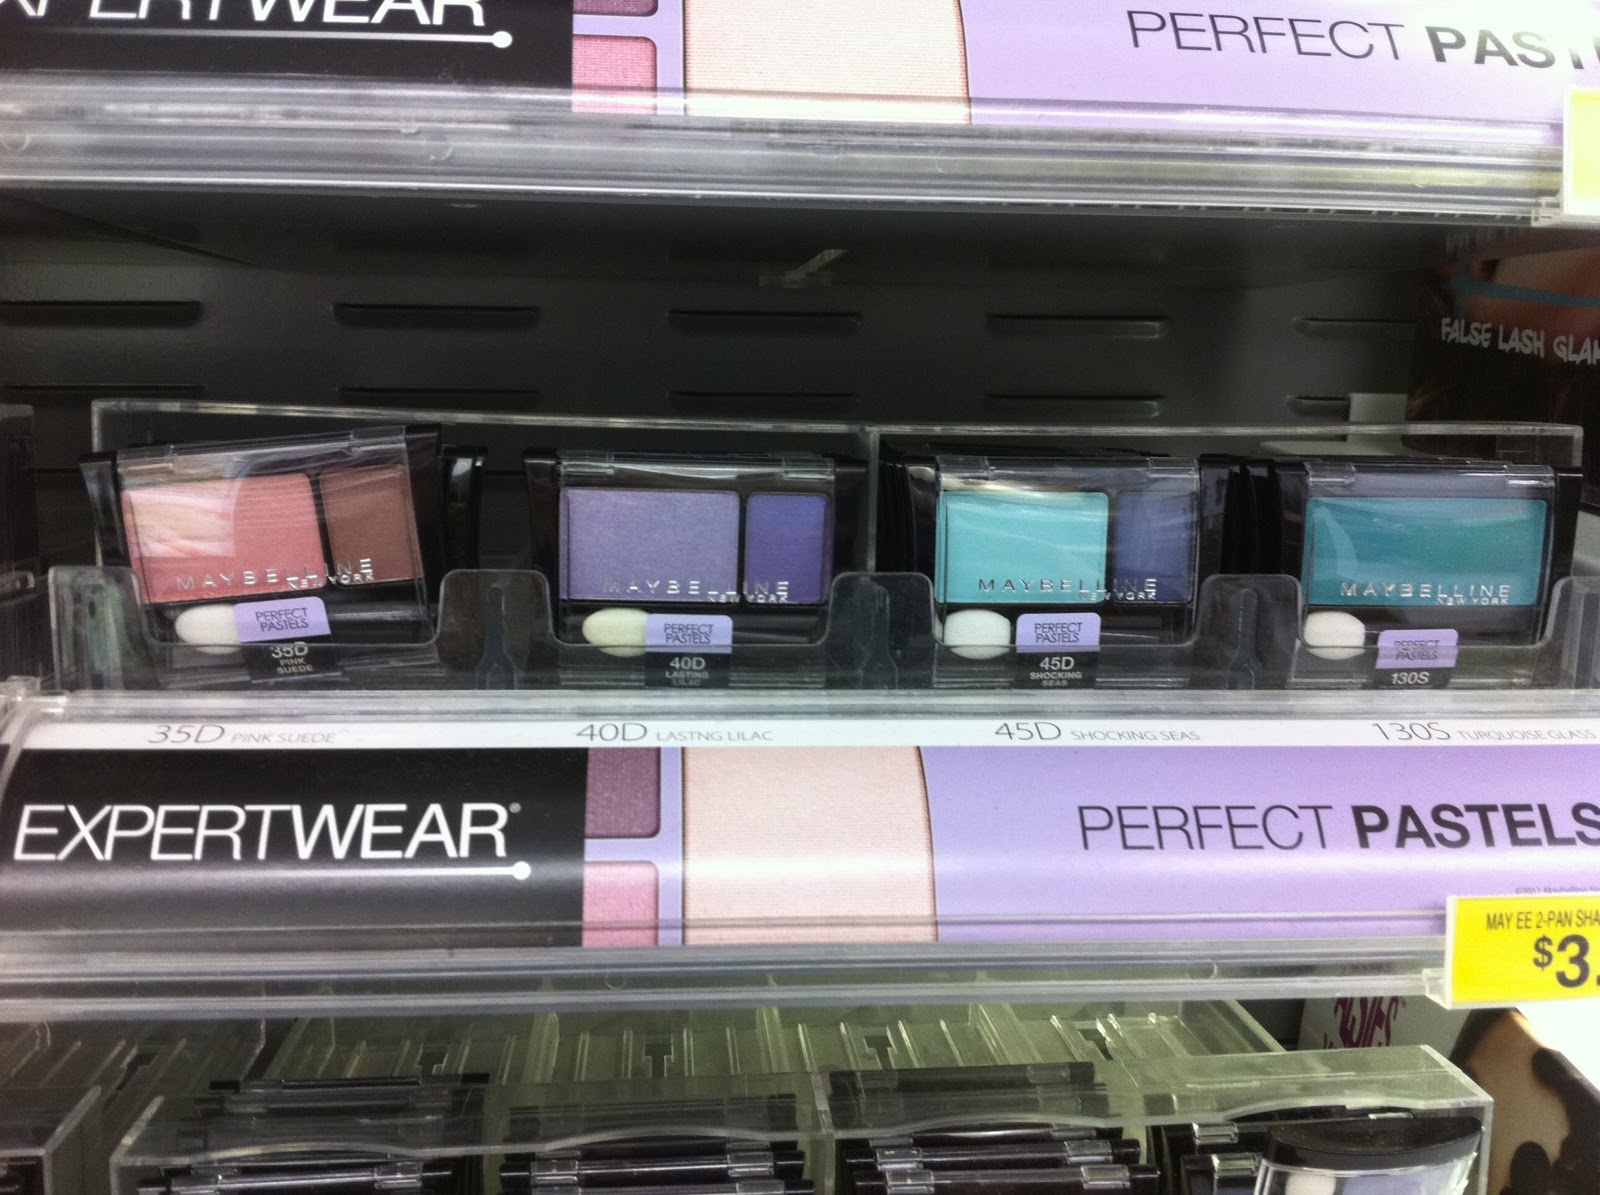 XPERTWEAR
PERFECT PAST
FALSE LASH GLAM
MAYBELLINE
NEW YORK
PERFECT
PASTELS
35D
PINK
SUEDE
MAYBELLINE
NEW YORK
PERFECT
PASTELS
40D
LASTING
LILAC
MAYBELLINE
NEW YORK
PERFECT
PASTELS
45D
SHOCKING
SEAS
MAYBELLINE
NEW YORK
PERFECT
PASTELS
130S
35D PINK SUEDE
40D LASTNG LILAC
45D SHOCKING SEAS
130S TURQUOISE GLASS
EXPERTWEAR®
PERFECT PASTELS
MAY EE 2-PAN SHA
$3.